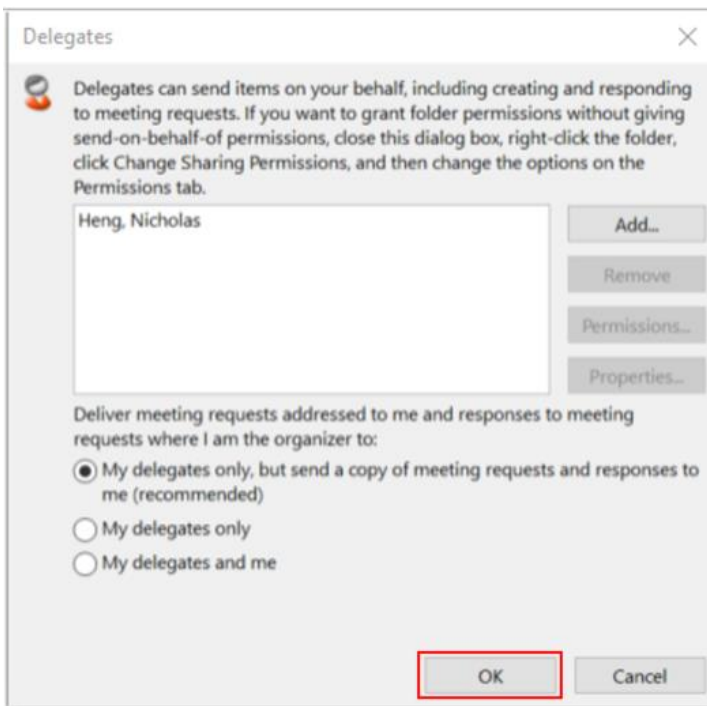 Delegates
Delegates can send items on your behalf, including creating and responding
to meeting requests. If you want to grant folder permissions without giving
send-on-behalf-of permissions, close this dialog box, right-click the folder,
click Change Sharing Permissions, and then change the options on the
Permissions tab.
Heng, Nicholas
Add...
Remove
Permissions...
Properties...
Deliver meeting requests addressed to me and responses to meeting
requests where I am the organizer to:
My delegates only, but send a copy of meeting requests and responses to
me (recommended)
My delegates only
My delegates and me
OK
Cancel